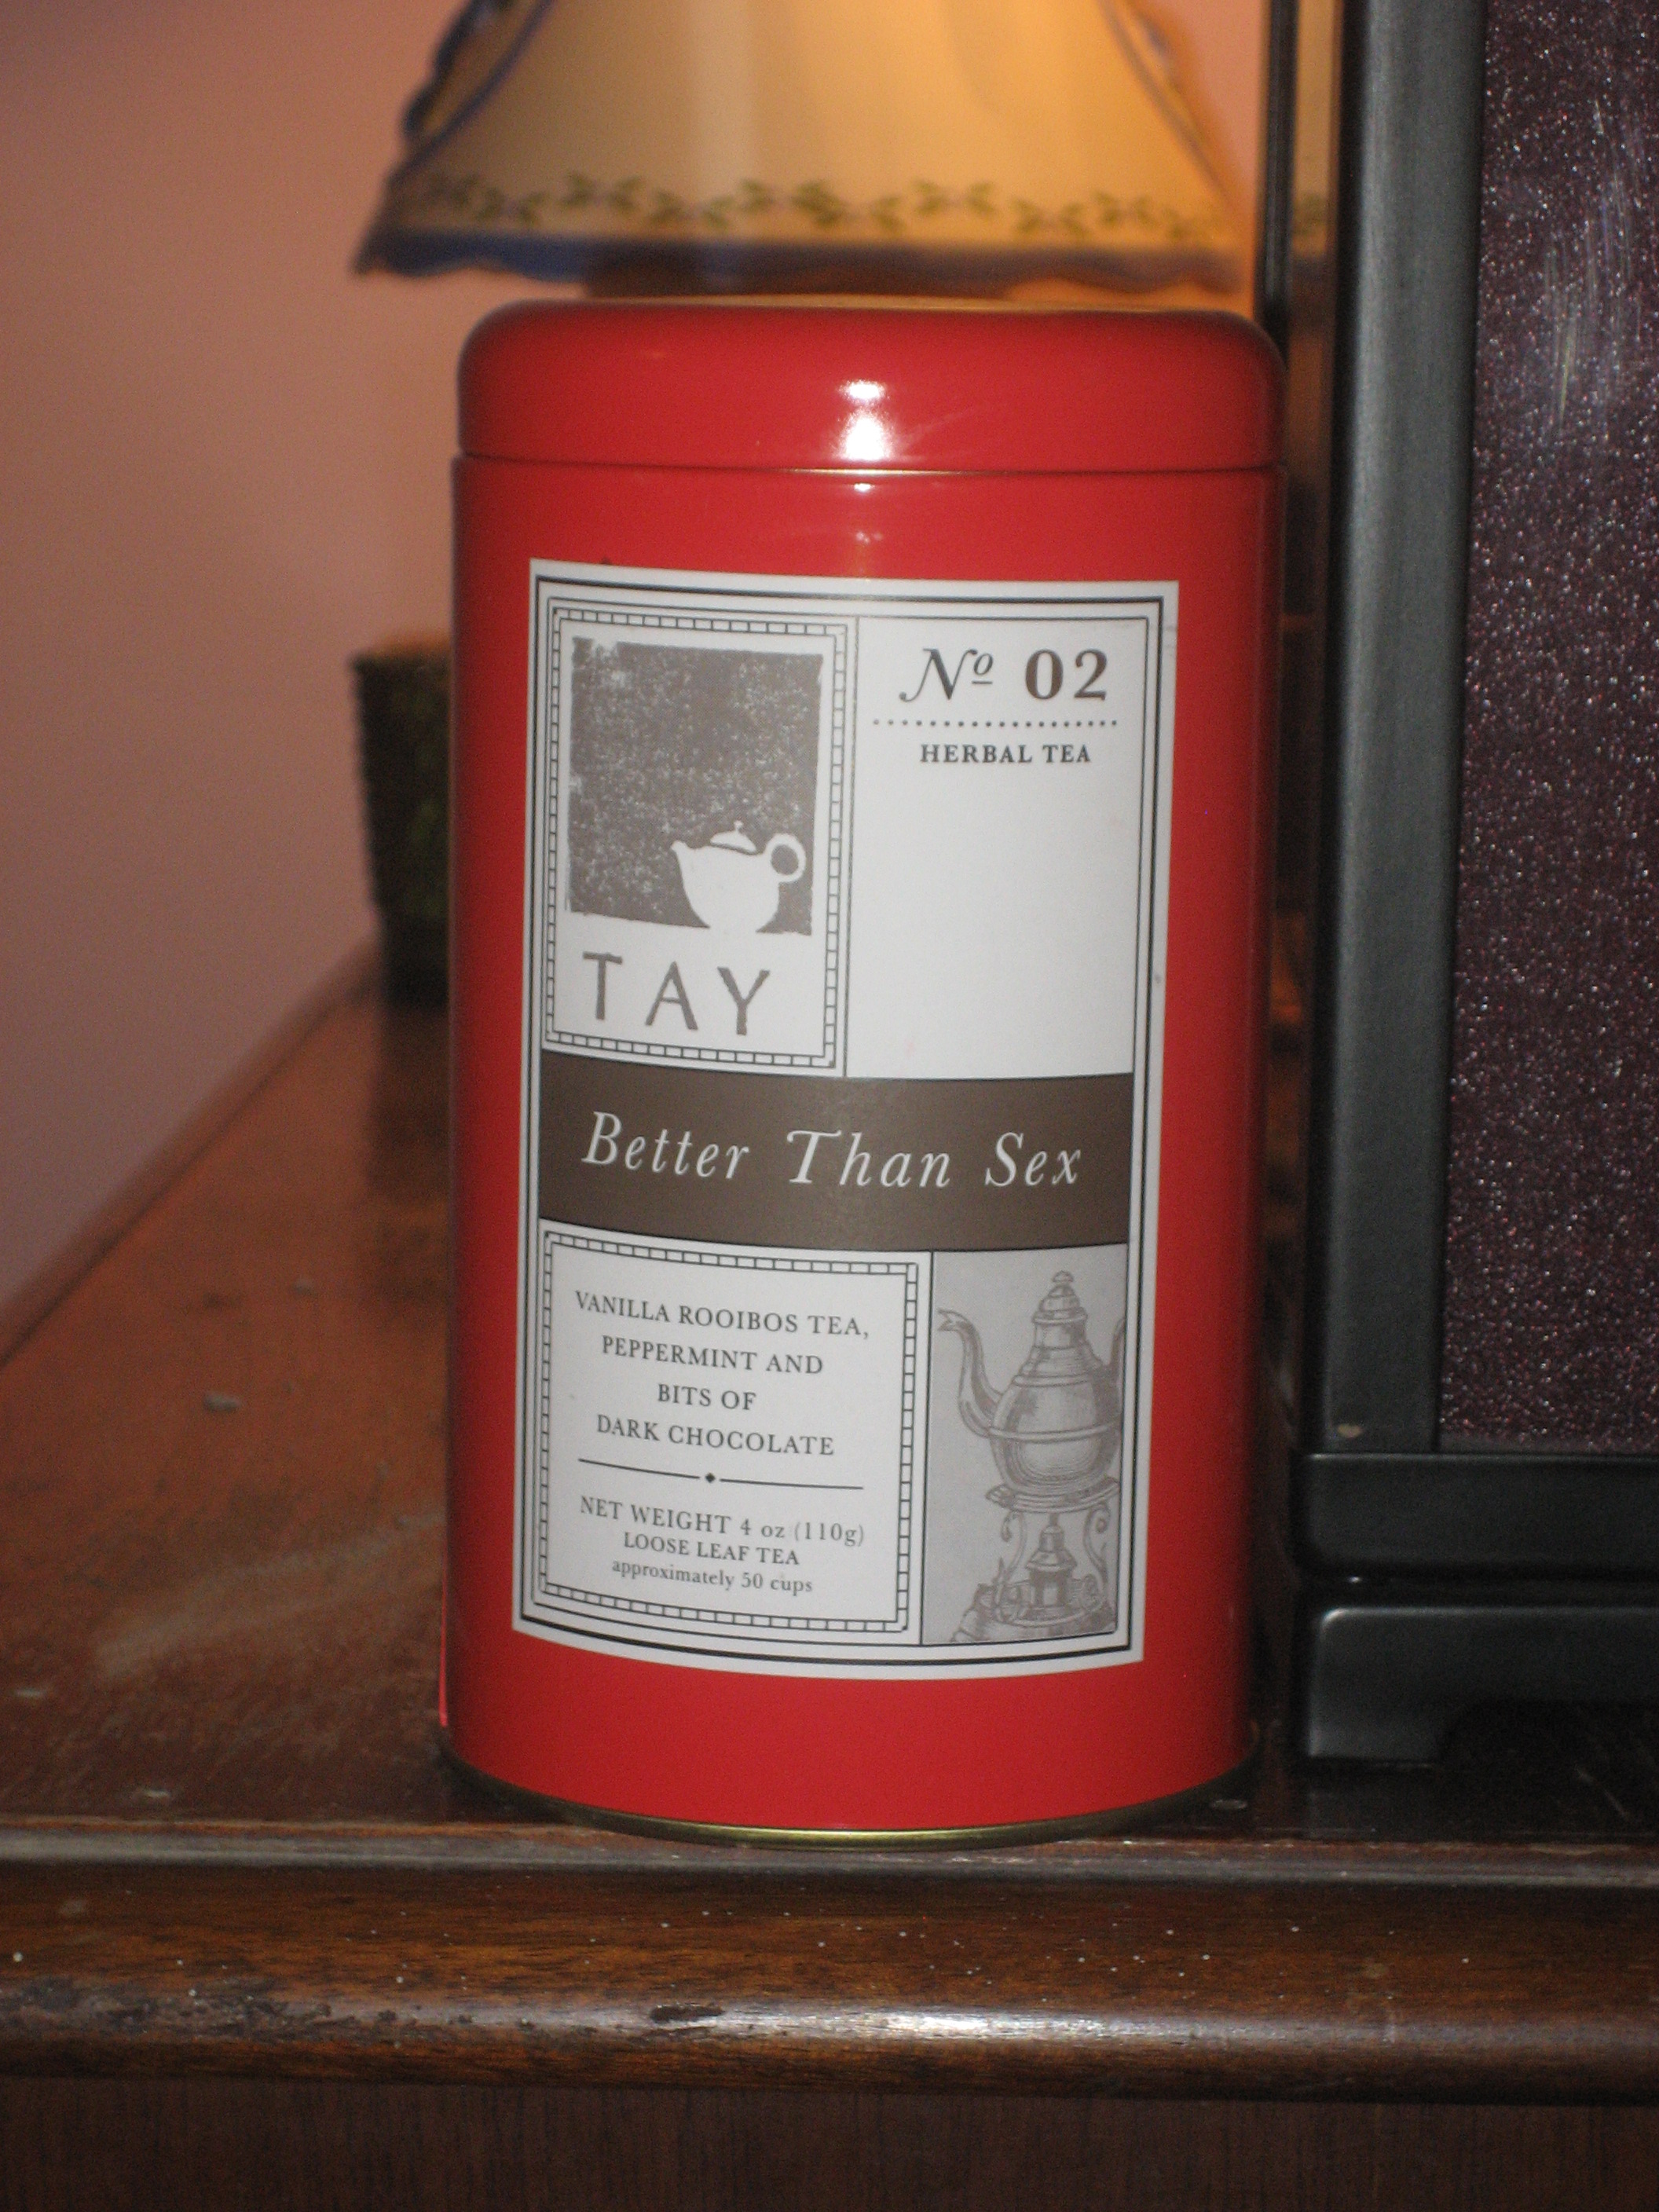 TAY
Nº 02
HERBAL TEA
Better Than Sex
VANILLA ROOIBOS TEA,
PEPPERMINT AND
BITS OF
DARK CHOCOLATE
NET WEIGHT 4 oz (110g)
LOOSE LEAF TEA
approximately 50 cups